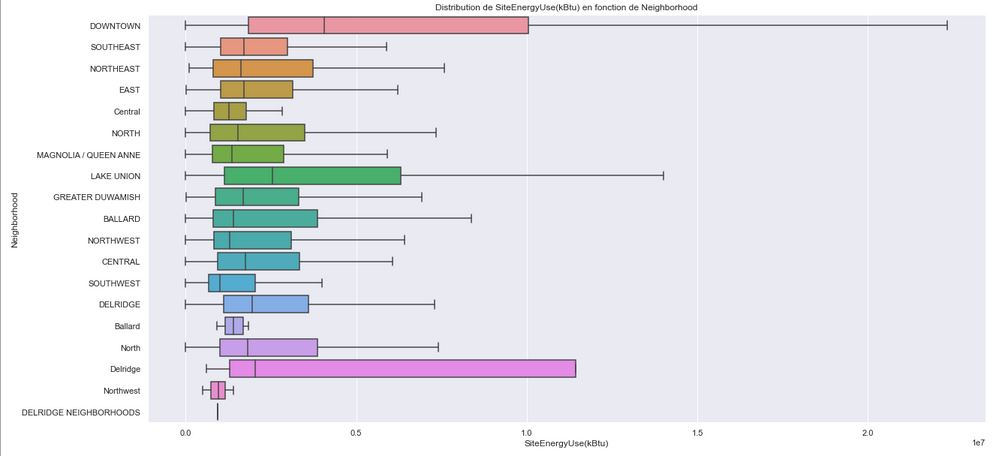 Distribution de SiteEnergyUse(kBtu) en fonction de Neighborhood
DOWNTOWN
SOUTHEAST
NORTHEAST
EAST
Central
NORTH
MAGNOLIA / QUEEN ANNE
LAKE UNION
GREATER DUWAMISH
BALLARD
NORTHWEST
CENTRAL
SOUTHWEST
DELRIDGE
Ballard
North
Delridge
Northwest
DELRIDGE NEIGHBORHOODS
Neighborhood
0.0 0.5 1.0 1.5 2.0
1e7
SiteEnergyUse(kBtu)